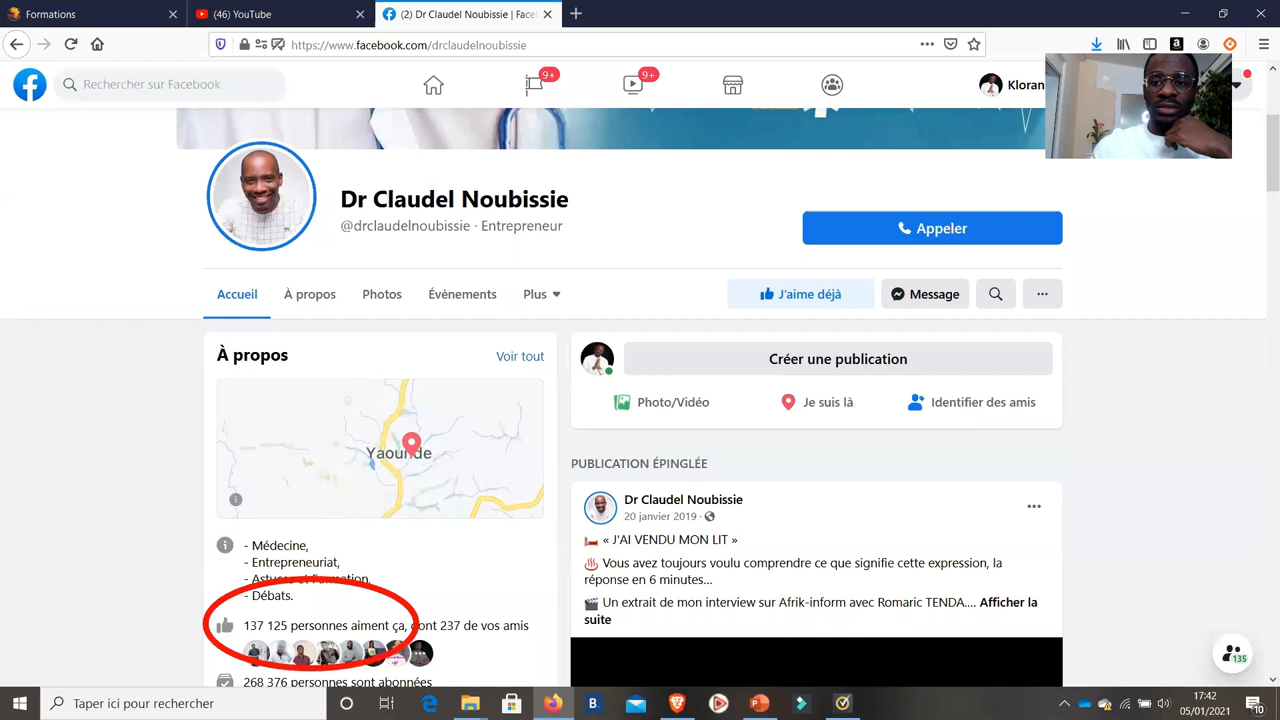 Formations
(46) YouTube
(2) Dr Claudel Noubissie | Face
https://www.facebook.com/drclaudelnoubissie
Rechercher sur Facebook
9+
9+
Kloran
Dr Claudel Noubissie
@drclaudelnoubissie · Entrepreneur
Appeler
Accueil
À propos
Photos
Évènements
Plus
J'aime déjà
Message
À propos
Voir tout
Yaounde
- Médecine,
- Entrepreneuriat,
- Astuces et Formation,
- Débats.
137 125 personnes aiment ça, dont 237 de vos amis
268 376 personnes sont abonnées
Créer une publication
Photo/Vidéo
Je suis là
Identifier des amis
PUBLICATION ÉPINGLÉE
Dr Claudel Noubissie
20 janvier 2019 ·
« J'AI VENDU MON LIT »
Vous avez toujours voulu comprendre ce que signifie cette expression, la
réponse en 6 minutes...
Un extrait de mon interview sur Afrik-inform avec Romaric TENDA.... Afficher la
suite
135
Taper ici pour rechercher
17:42
05/01/2021
10